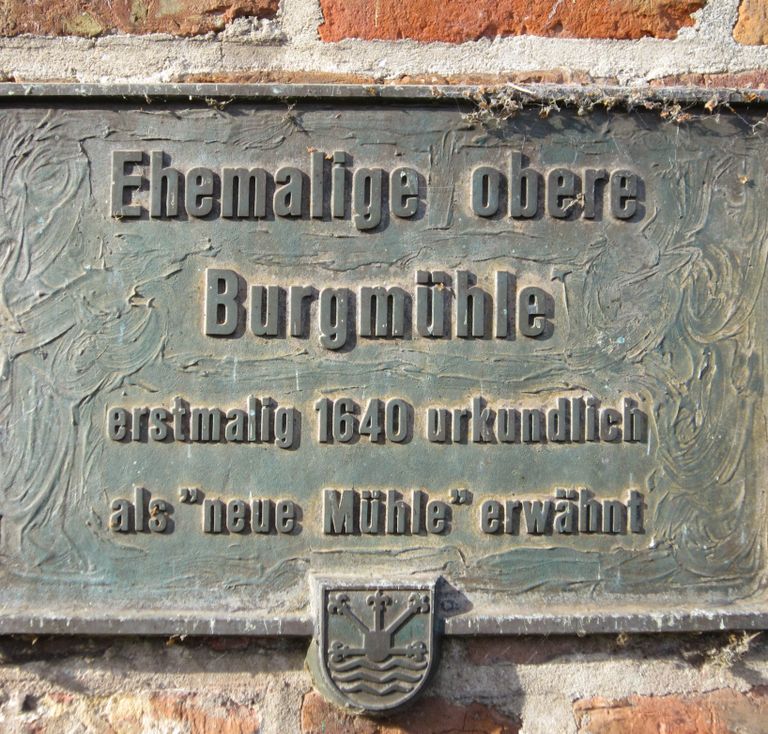 Ehemalige obere
Burgmühle
erstmalig 1640 urkundlich
als "neue Mühle" erwähnt